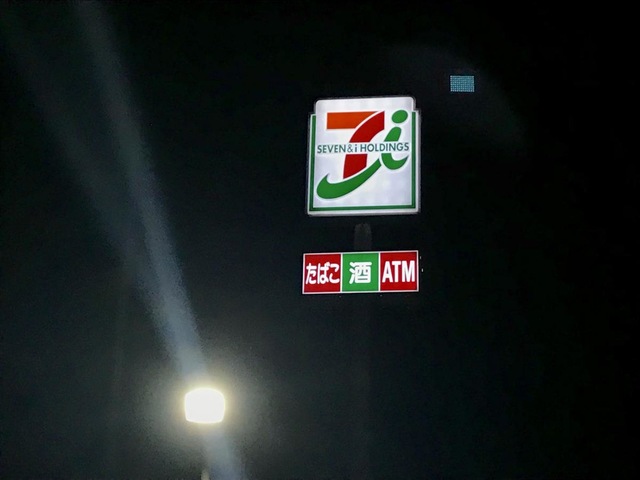 7i
SEVEN&i HOLDINGS
たばこ 酒 ATM